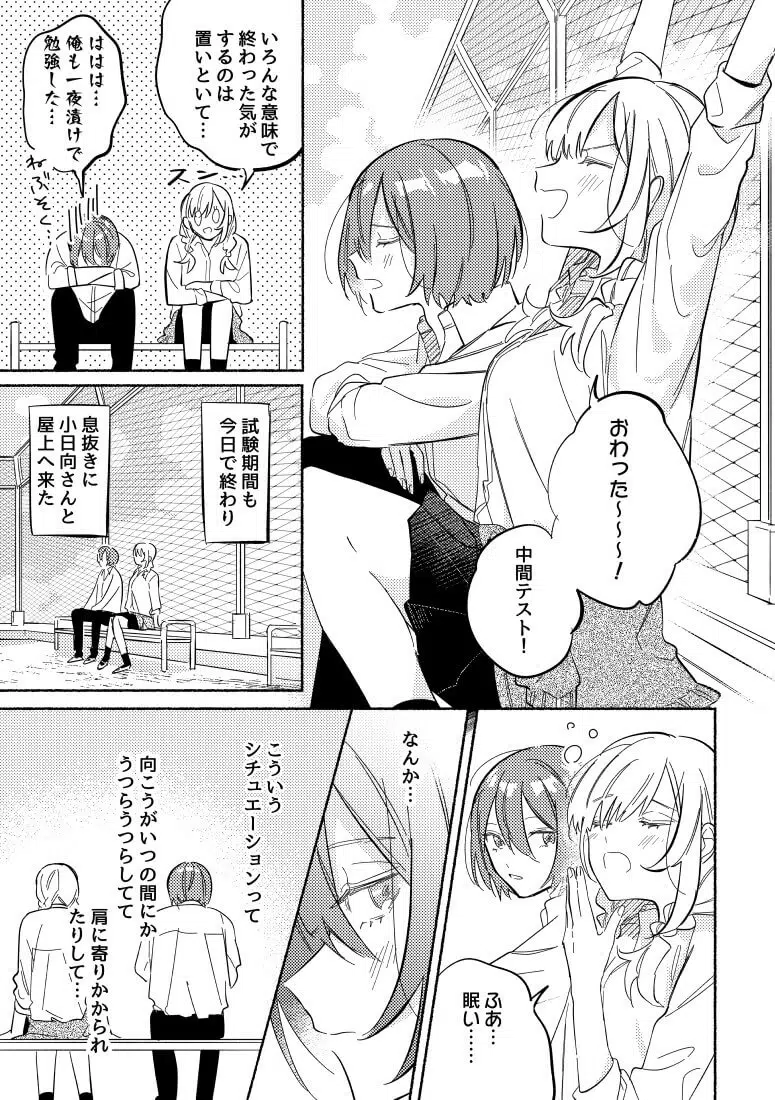 おわった～～～！
中間テスト！
いろんな意味で
終わった気が
するのは
置いといて…
スン…
ははは…
俺も一夜漬けで
勉強した…
ねぶそく…
試験期間も
今日で終わり
息抜きに
小日向さんと
屋上へ来た
ふあ…
眠い……
なんか…
こういう
シチュエーションって
向こうがいつの間にか
うつらうつらしてて
肩に寄りかかられ
たりして…